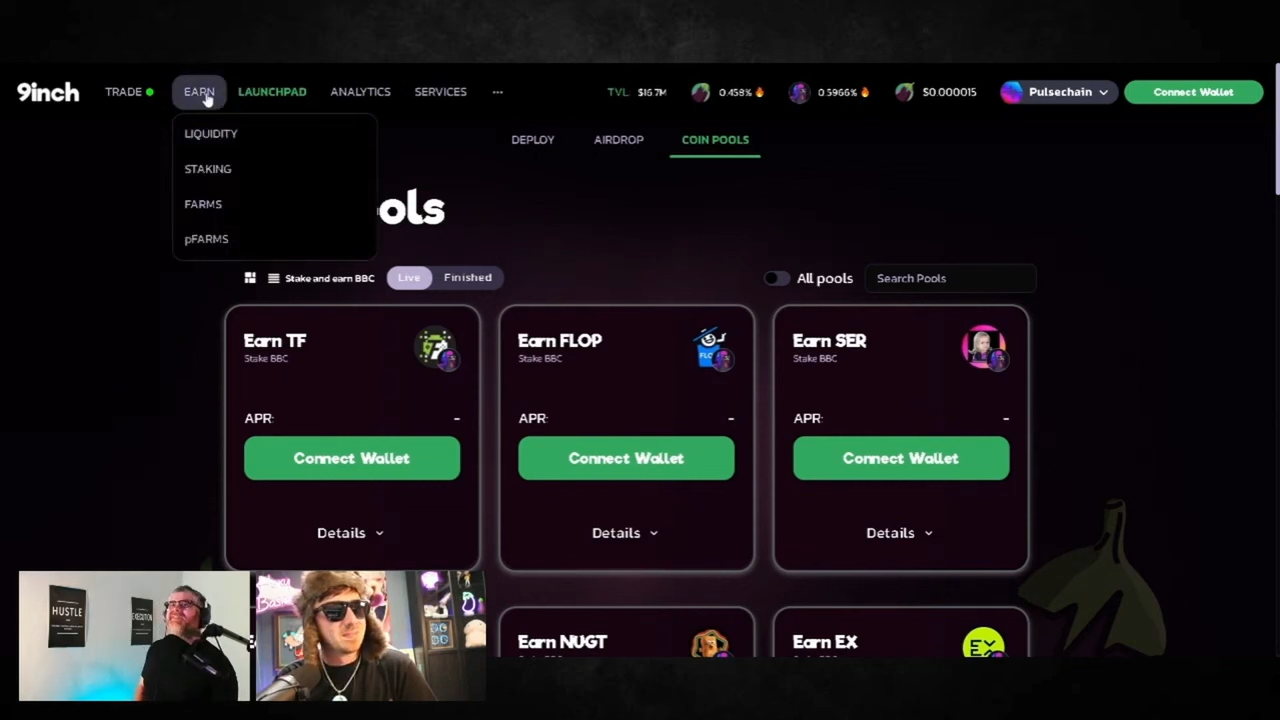 9inch TRADE EARN LAUNCHPAD ANALYTICS SERVICES ... TVL: $16.7M 0.458% 0.5966% $0.000015 Pulsechain Connect Wallet
LIQUIDITY
STAKING
FARMS
pFARMS
DEPLOY AIRDROP COIN POOLS
ols
Stake and earn BBC Live Finished All pools Search Pools
Earn TF
Stake BBC
APR: -
Connect Wallet
Details
Earn FLOP
Stake BBC
APR: -
Connect Wallet
Details
Earn SER
Stake BBC
APR: -
Connect Wallet
Details
Earn NUGT
Earn EX
HUSTLE
EXECUTION